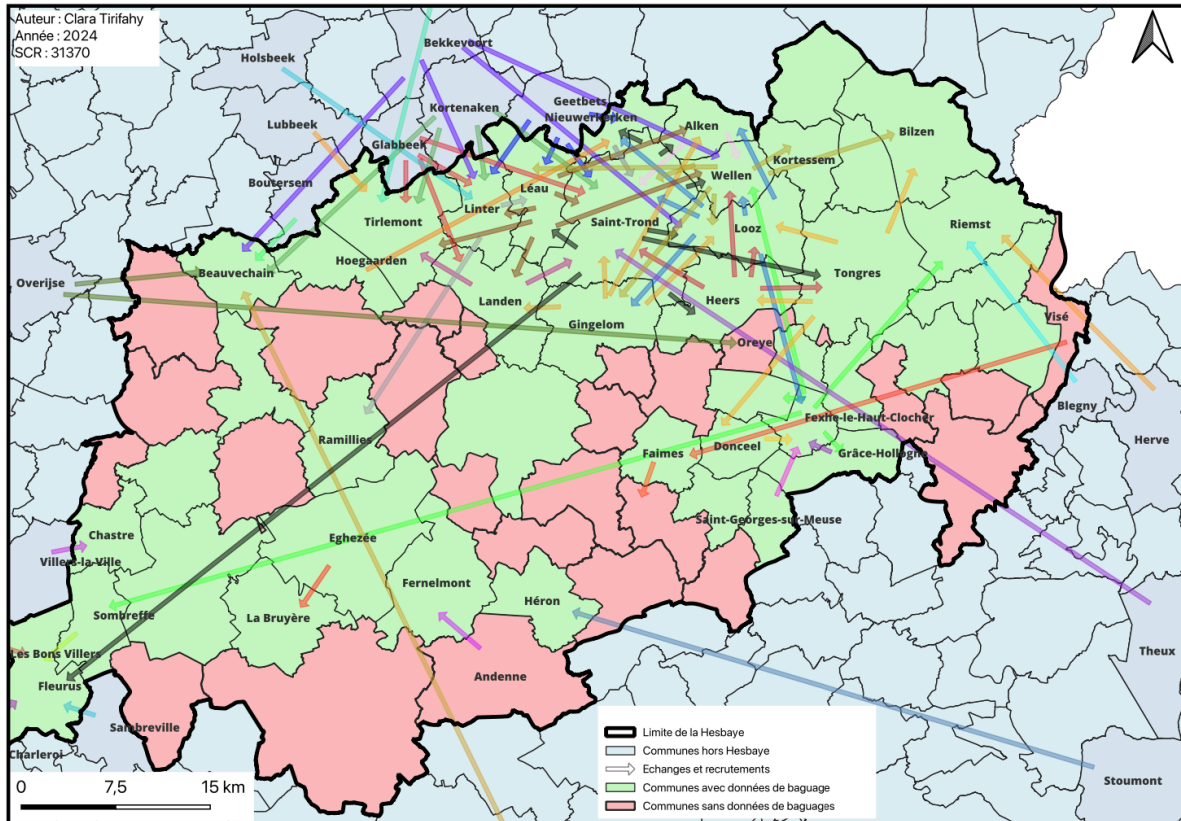 Auteur : Clara Tirifahy
Année : 2024
SCR : 31370
Bekkevoort
Holsbeek
Kortenaken
Geetbets
Nieuwerkerken
Lubbeek
Glabbeek
Alken
Bilzen
Kortessem
Boutersem
Léau
Wellen
Linter
Tirlemont
Saint-Trond
Looz
Riemst
Hoegaarden
Beauvechain
Tongres
Overijse
Landen
Heers
Visé
Gingelom
Oreye
Blegny
Fexhe-le-Haut-Clocher
Ramillies
Herve
Donceel
Faimes
Grâce-Hollogne
Saint-Georges-sur-Meuse
Chastre
Eghezée
Villers-la-Ville
Fernelmont
Héron
Sombreffe
La Bruyère
Theux
Les Bons Villers
Andenne
Fleurus
Sambreville
Charleroi
Stoumont
0 7,5 15 km
Limite de la Hesbaye
Communes hors Hesbaye
Echanges et recrutements
Communes avec données de baguage
Communes sans données de baguages